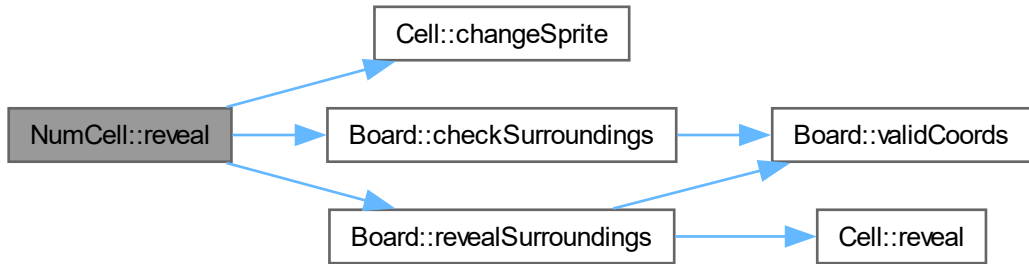 Cell::changeSprite
NumCell::reveal
Board::checkSurroundings
Board::validCoords
Board::revealSurroundings
Cell::reveal